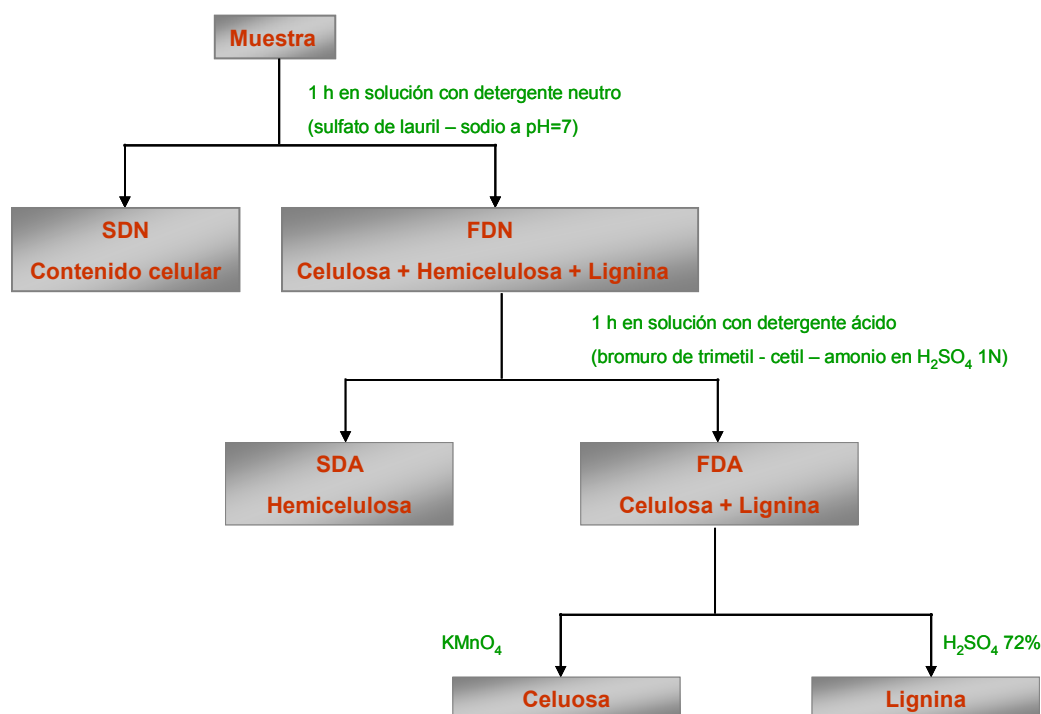 Muestra
1 h en solución con detergente neutro
(sulfato de lauril – sodio a pH=7)
SDN
Contenido celular
FDN
Celulosa + Hemicelulosa + Lignina
1 h en solución con detergente ácido
(bromuro de trimetil - cetil – amonio en H₂SO₄ 1N)
SDA
Hemicelulosa
FDA
Celulosa + Lignina
KMnO₄
H₂SO₄ 72%
Celuosa
Lignina